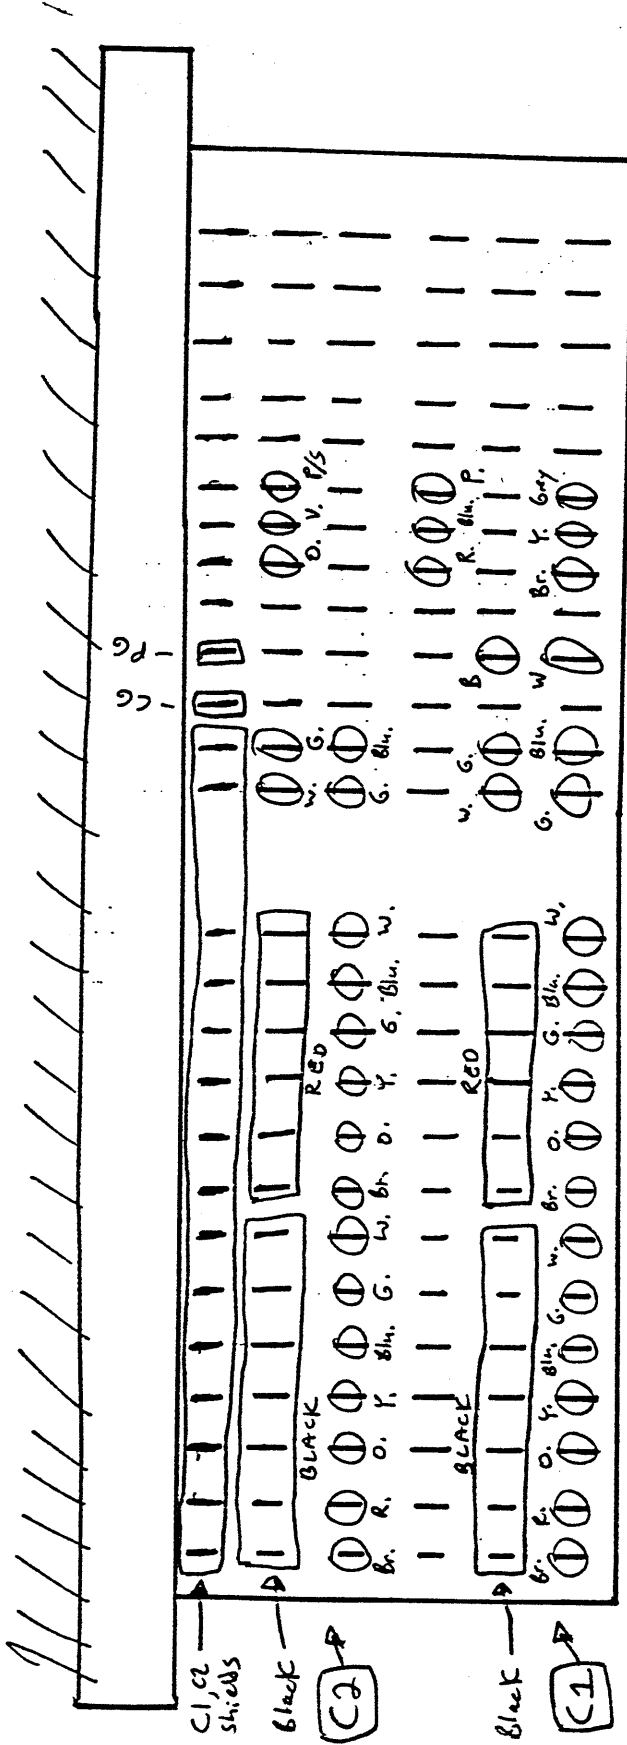 CG PG
C1, C2
shields
Black
BLACK RED W. G. O. V. P/S
C2
Br. R. O. Y. Blu. G. W. Br. O. Y. G. Blu. W. G. Blu.
R. Blu. P.
Black
BLACK RED W. G. B
C1
Br. R. O. Y. Blu. G. W. Br. O. Y. G. Blu. W. G. Blu. W Br. Y. Grey